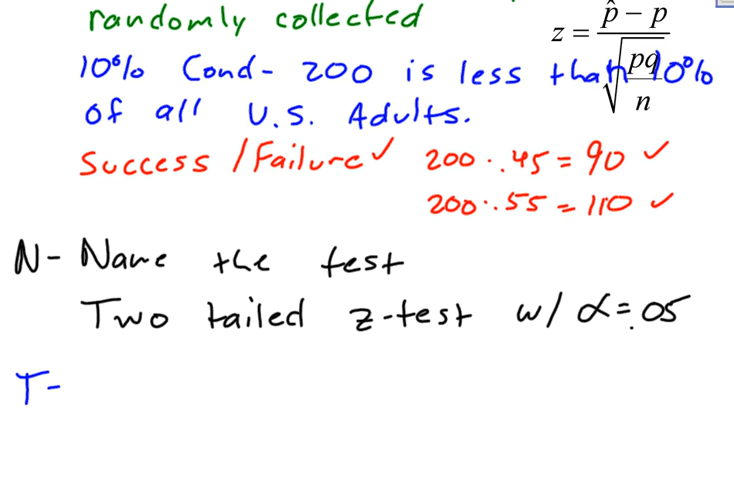 randomly collected
z = p̂ − p / √(pq / n)
10% Cond- 200 is less than 10%
of all U.S. Adults.
Success /Failure ✓ 200 · .45 = 90 ✓
200 · .55 = 110 ✓
N- Name the test
Two tailed z-test w/ α = .05
T-